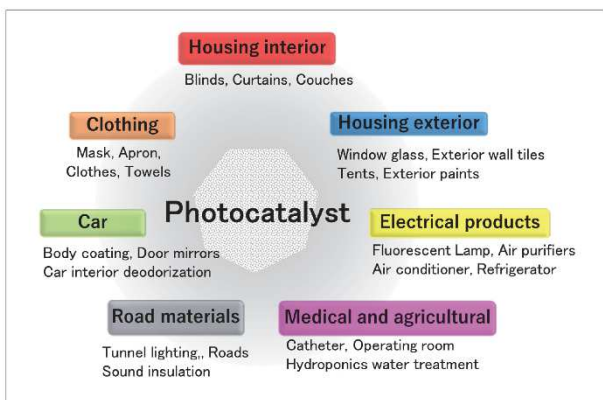 Housing interior
Blinds, Curtains, Couches
Clothing
Mask, Apron,
Clothes, Towels
Housing exterior
Window glass, Exterior wall tiles
Tents, Exterior paints
Photocatalyst
Car
Body coating, Door mirrors
Car interior deodorization
Electrical products
Fluorescent Lamp, Air purifiers
Air conditioner, Refrigerator
Road materials
Tunnel lighting,, Roads
Sound insulation
Medical and agricultural
Catheter, Operating room
Hydroponics water treatment